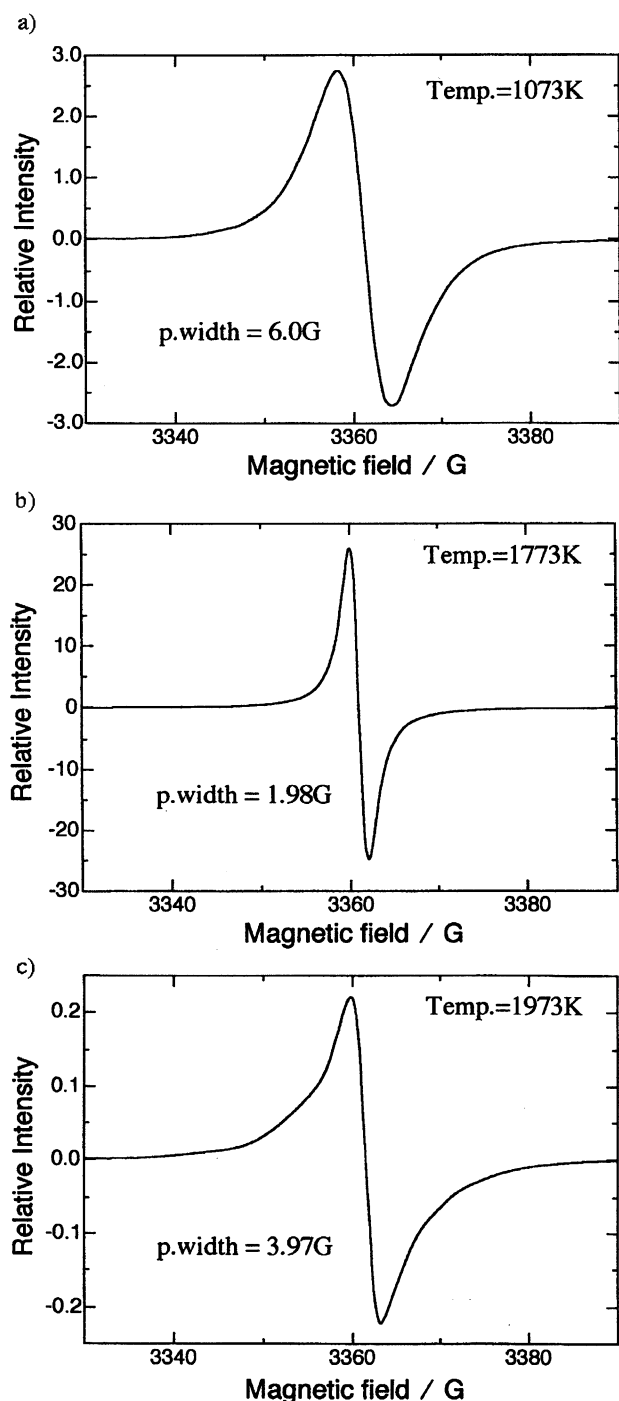 a)
3.0
2.0
1.0
0.0
-1.0
-2.0
-3.0
Relative Intensity
Temp.=1073K
p.width = 6.0G
3340 3360 3380
Magnetic field / G
b)
30
20
10
0
-10
-20
-30
Relative Intensity
Temp.=1773K
p.width = 1.98G
3340 3360 3380
Magnetic field / G
c)
0.2
0.1
0.0
-0.1
-0.2
Relative Intensity
Temp.=1973K
p.width = 3.97G
3340 3360 3380
Magnetic field / G